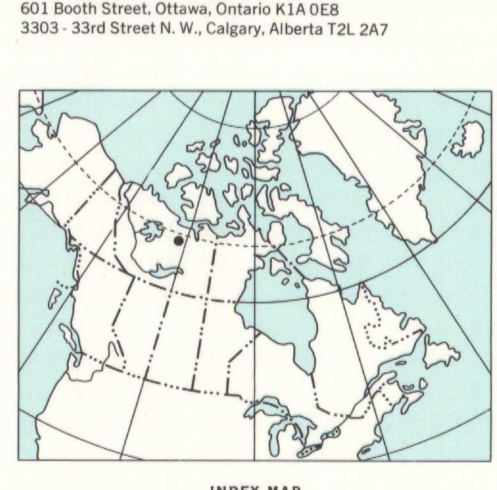 601 Booth Street, Ottawa, Ontario K1A 0E8
3303 - 33rd Street N. W., Calgary, Alberta T2L 2A7
INDEX MAP